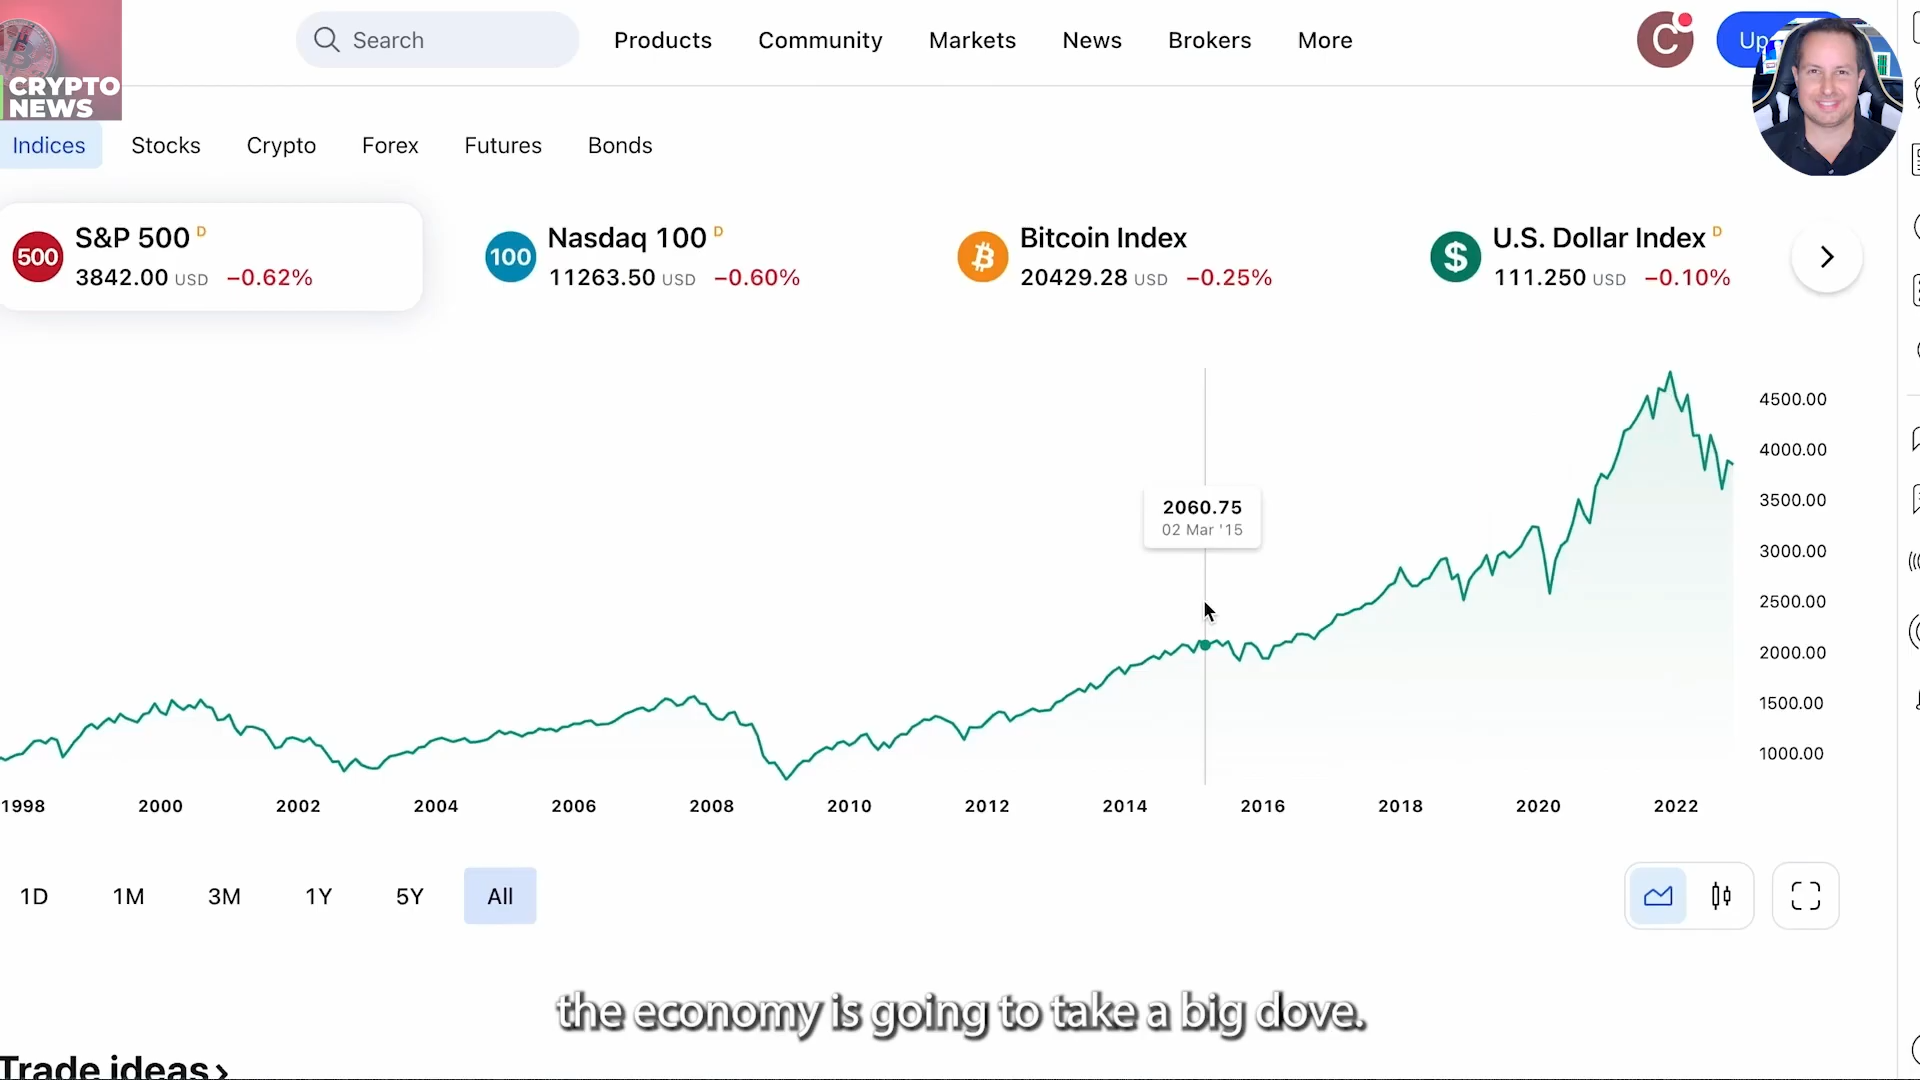 Search
Products
Community
Markets
News
Brokers
More
C
CRYPTO
NEWS
Indices
Stocks
Crypto
Forex
Futures
Bonds
500
S&P 500 D
3842.00 USD −0.62%
100
Nasdaq 100 D
11263.50 USD −0.60%
Bitcoin Index
20429.28 USD −0.25%
$
U.S. Dollar Index D
111.250 USD −0.10%
4500.00
4000.00
3500.00
3000.00
2500.00
2000.00
1500.00
1000.00
2060.75
02 Mar '15
1998
2000
2002
2004
2006
2008
2010
2012
2014
2016
2018
2020
2022
1D
1M
3M
1Y
5Y
All
the economy is going to take a big dove.
Trade ideas ›